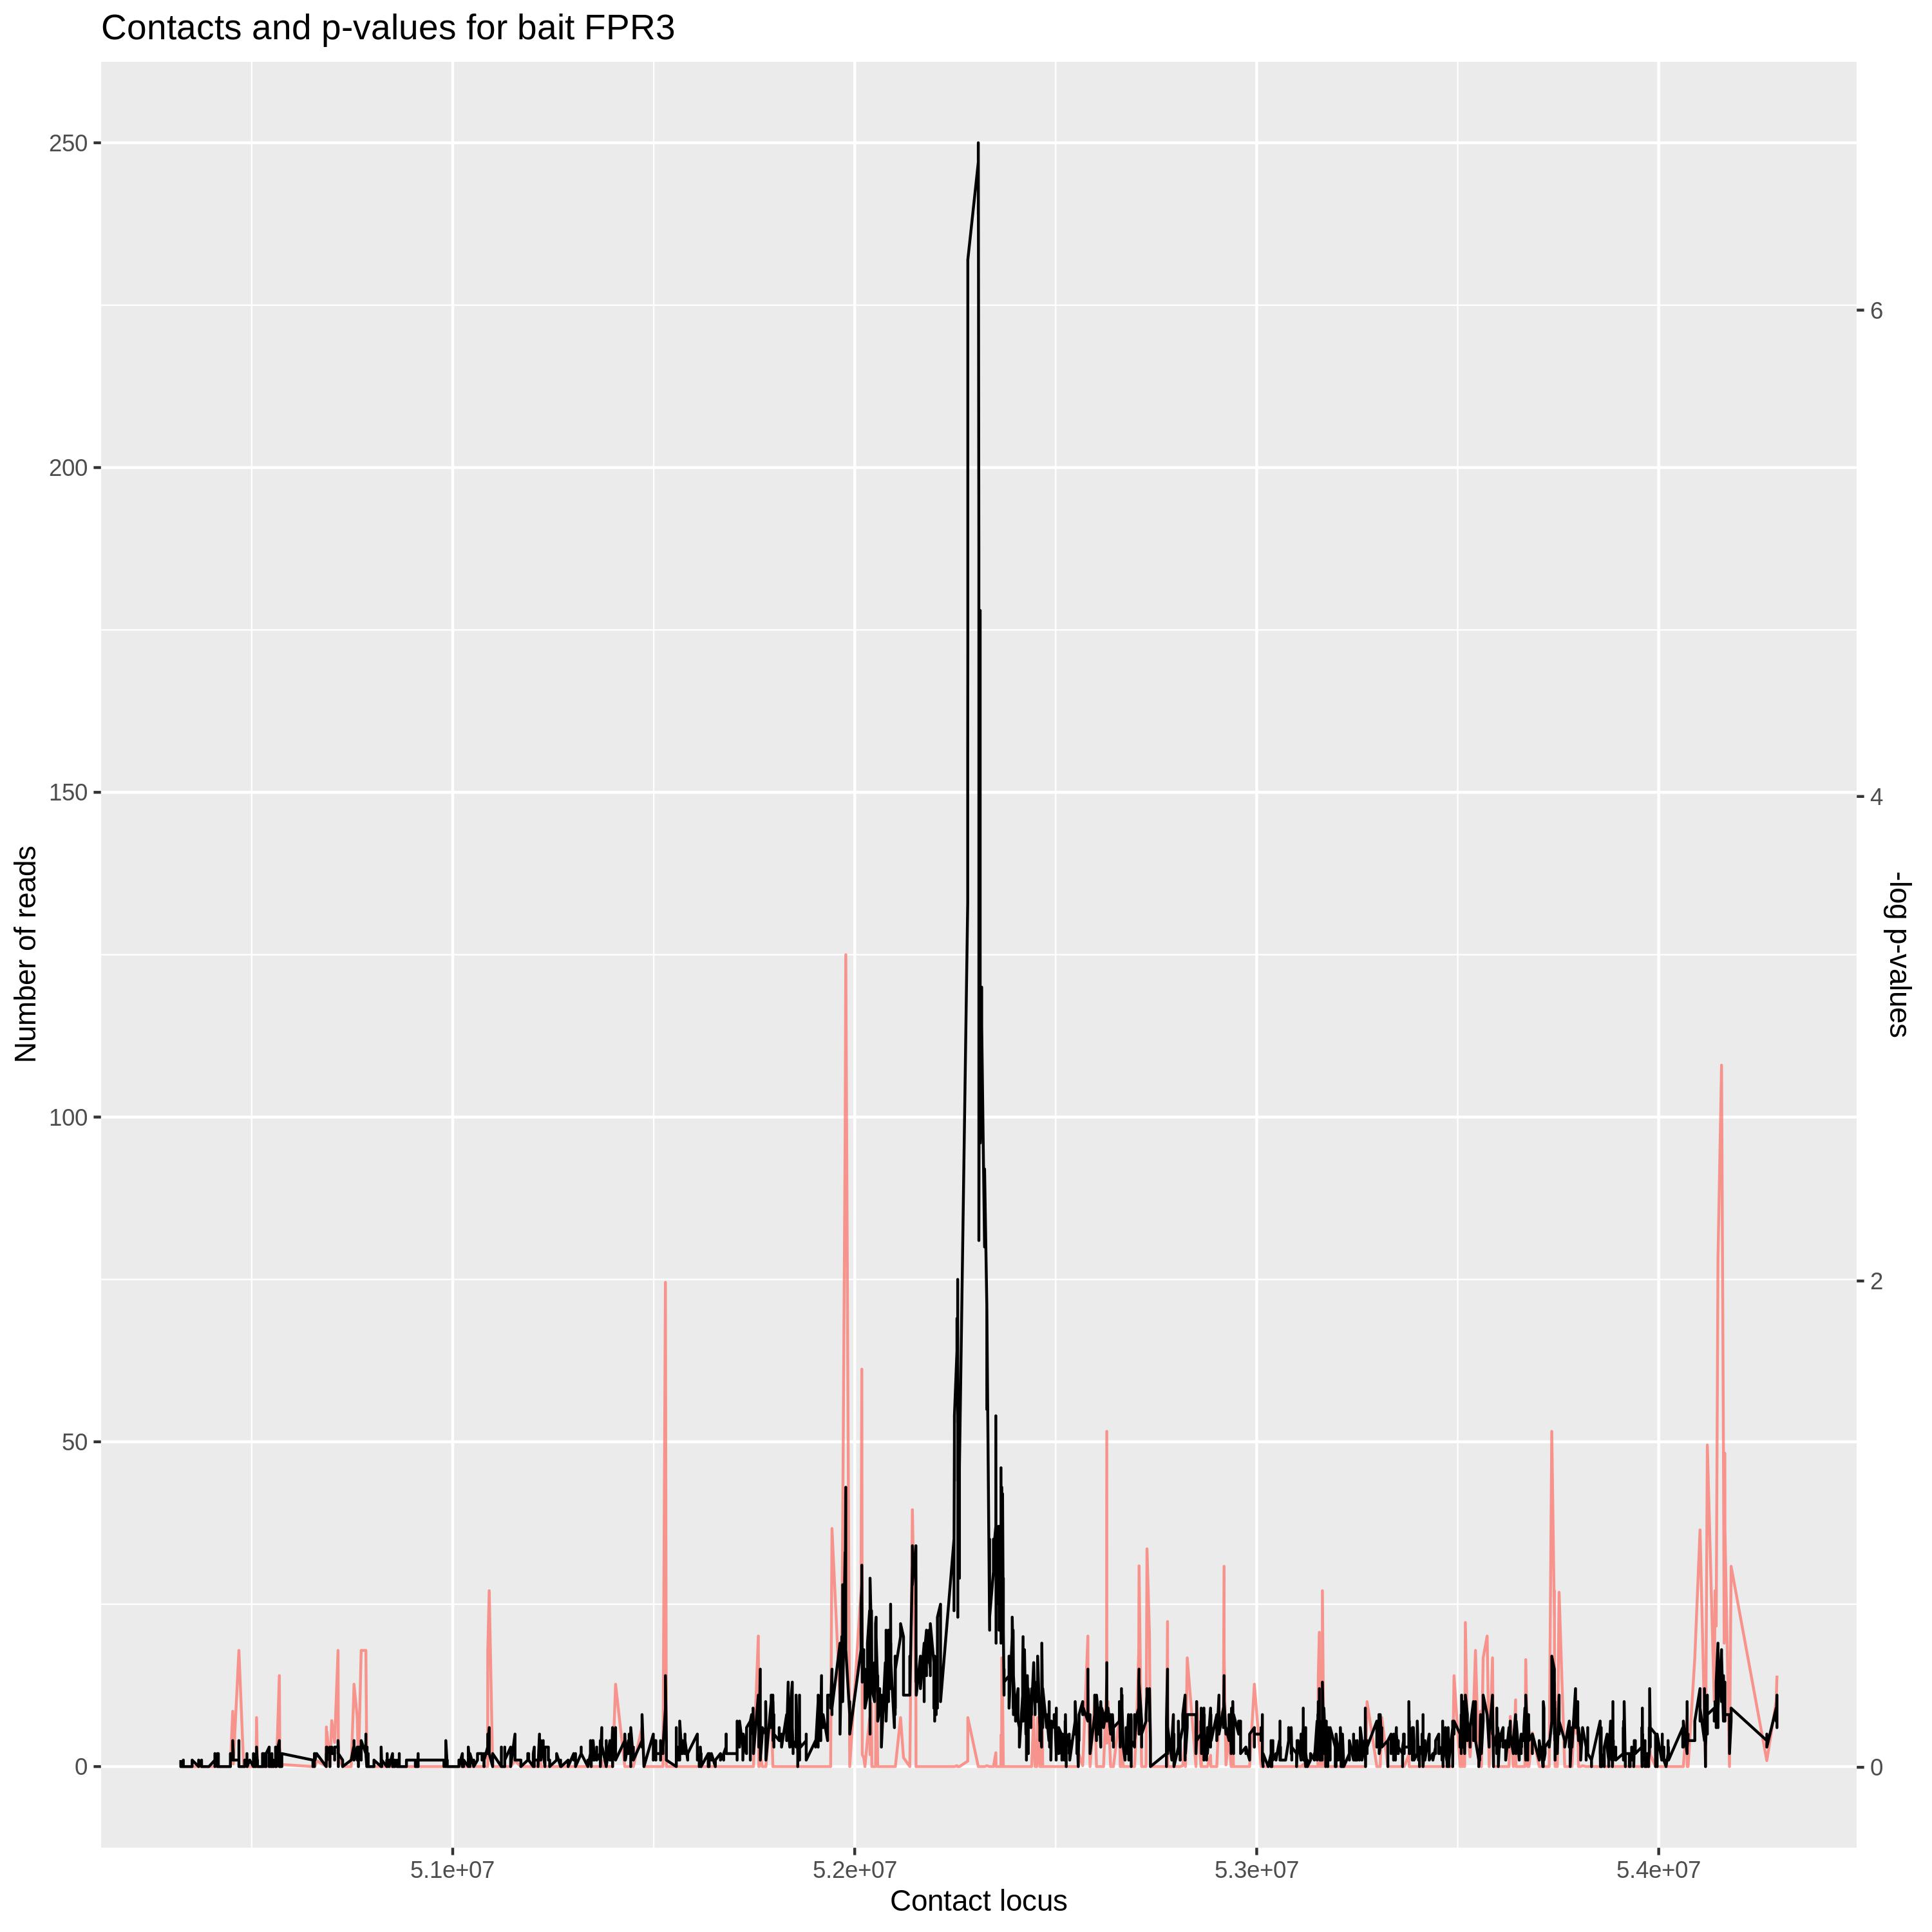 Contacts and p-values for bait FPR3
250
200
150
100
50
0
Number of reads
6
4
2
0
-log p-values
5.1e+07
5.2e+07
5.3e+07
5.4e+07
Contact locus